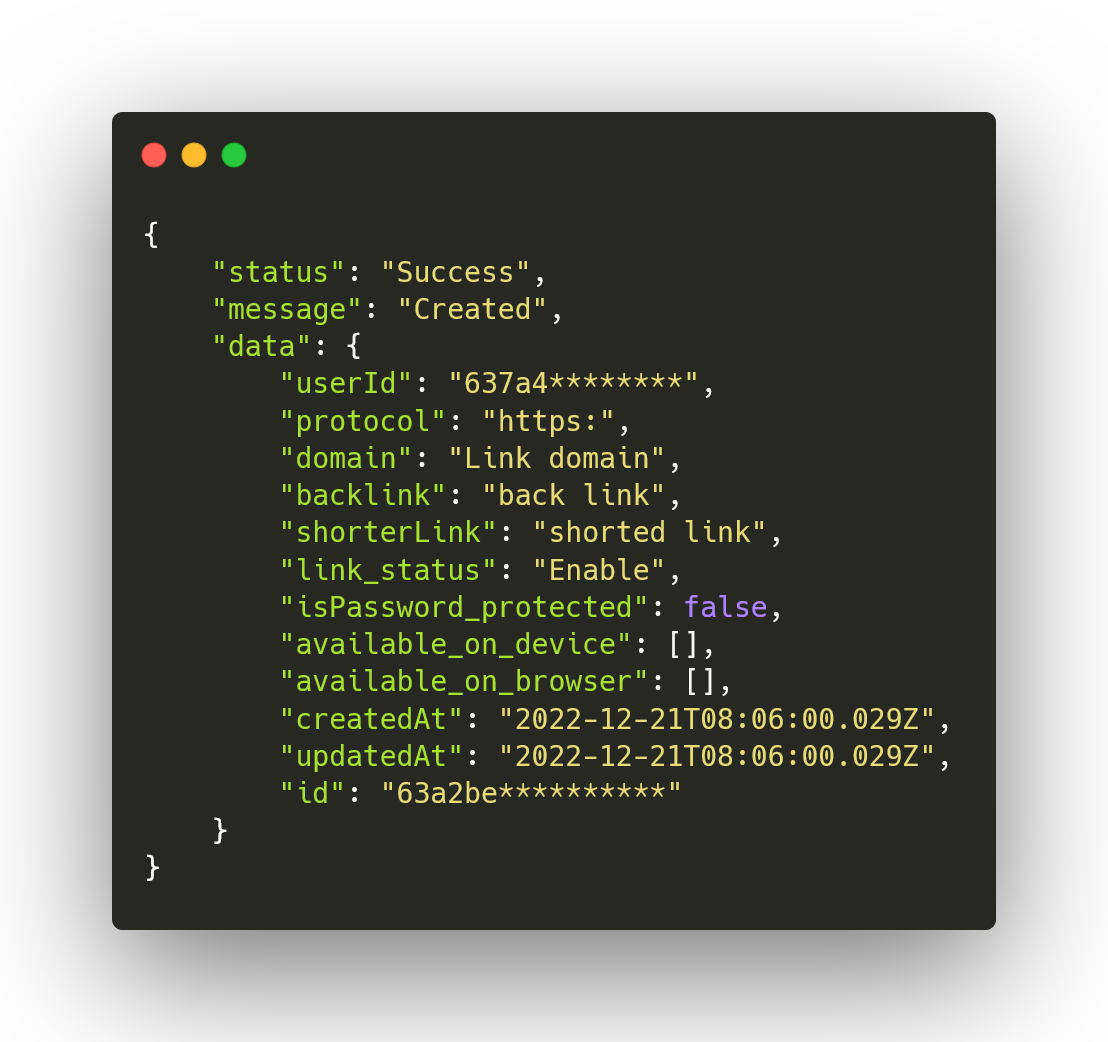 {
    "status": "Success",
    "message": "Created",
    "data": {
        "userId": "637a4********",
        "protocol": "https:",
        "domain": "Link domain",
        "backlink": "back link",
        "shorterLink": "shorted link",
        "link_status": "Enable",
        "isPassword_protected": false,
        "available_on_device": [],
        "available_on_browser": [],
        "createdAt": "2022-12-21T08:06:00.029Z",
        "updatedAt": "2022-12-21T08:06:00.029Z",
        "id": "63a2be**********"
    }
}